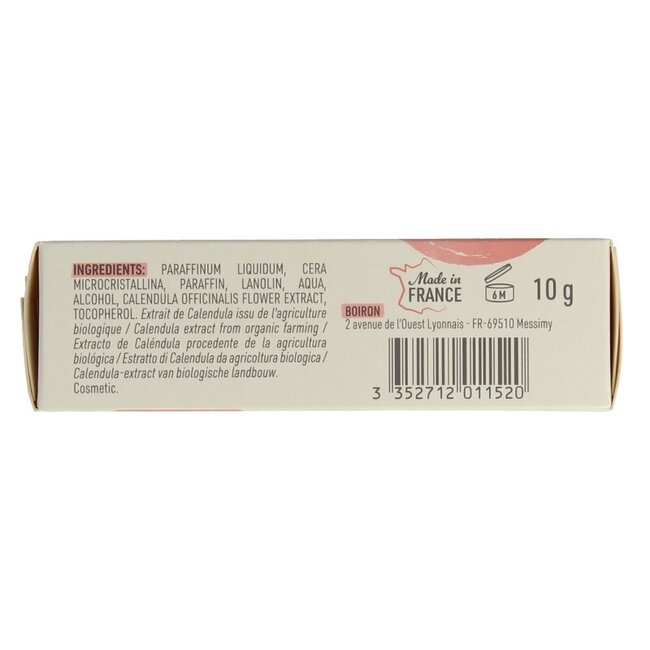 INGREDIENTS: PARAFFINUM LIQUIDUM, CERA
MICROCRISTALLINA, PARAFFIN, LANOLIN, AQUA,
ALCOHOL, CALENDULA OFFICINALIS FLOWER EXTRACT,
TOCOPHEROL. Extrait de Calendula issu de l'agriculture
biologique / Calendula extract from organic farming /
Extracto de Caléndula procedente de la agricultura
biológica / Estratto di Calendula da agricoltura biologica /
Calendula-extract van biologische landbouw.
Cosmetic.
Made in
FRANCE
6 M
10 g
BOIRON
2 avenue de l'Ouest Lyonnais - FR-69510 Messimy
3 352712 011520